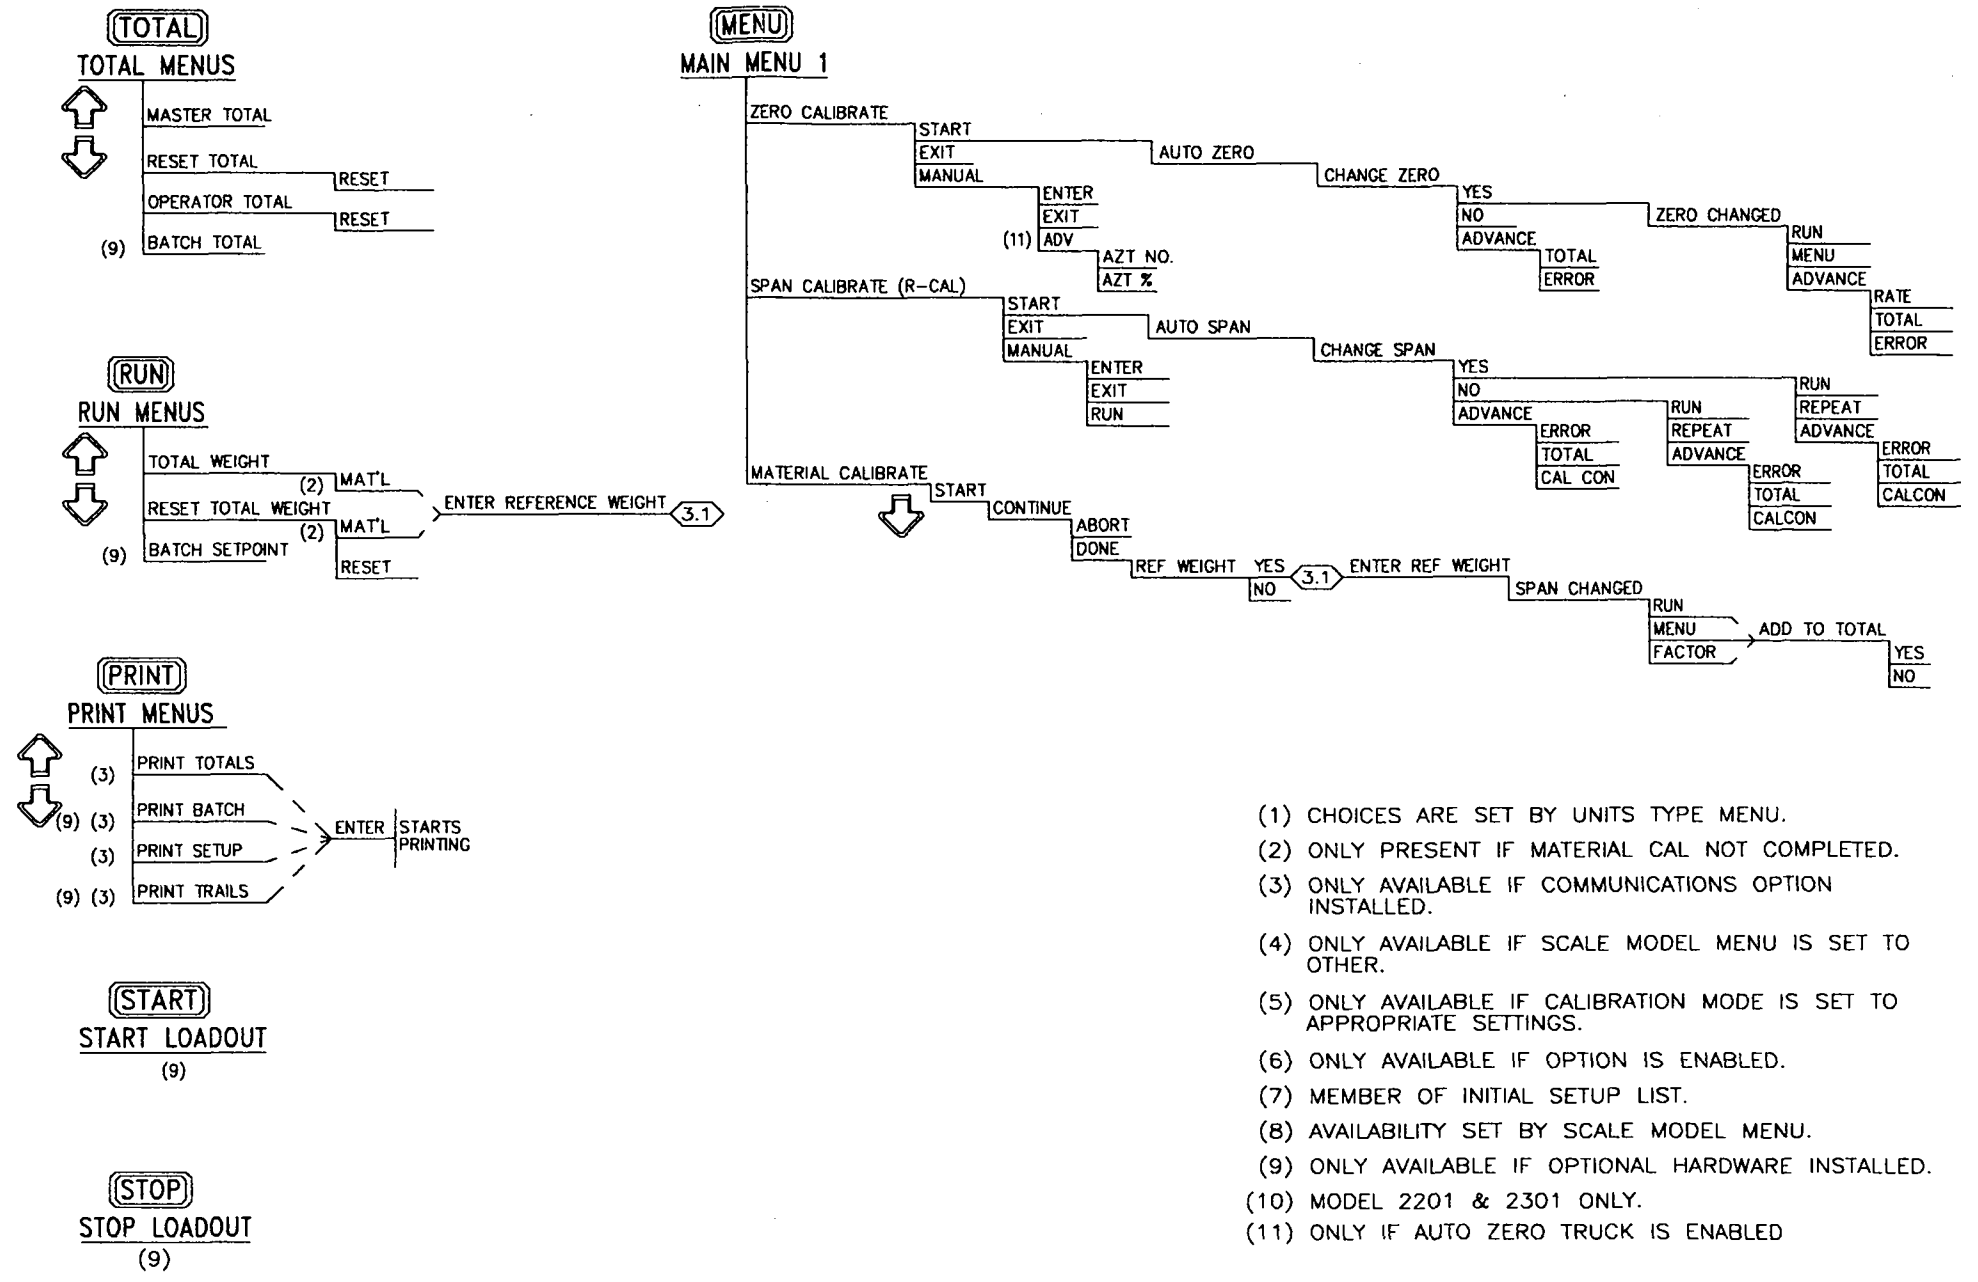 TOTAL
TOTAL MENUS
MASTER TOTAL
RESET TOTAL
RESET
OPERATOR TOTAL
RESET
(9) BATCH TOTAL
RUN
RUN MENUS
TOTAL WEIGHT
(2) MAT'L
RESET TOTAL WEIGHT
(2) MAT'L
ENTER REFERENCE WEIGHT 3.1
(9) BATCH SETPOINT
RESET
PRINT
PRINT MENUS
(3) PRINT TOTALS
(9) (3) PRINT BATCH
(3) PRINT SETUP
(9) (3) PRINT TRAILS
ENTER STARTS
PRINTING
START
START LOADOUT
(9)
STOP
STOP LOADOUT
(9)
MENU
MAIN MENU 1
ZERO CALIBRATE
START
EXIT
MANUAL
ENTER
EXIT
(11) ADV
AZT NO.
AZT %
AUTO ZERO
CHANGE ZERO
YES
NO
ADVANCE
TOTAL
ERROR
ZERO CHANGED
RUN
MENU
ADVANCE
RATE
TOTAL
ERROR
SPAN CALIBRATE (R-CAL)
START
EXIT
MANUAL
ENTER
EXIT
RUN
AUTO SPAN
CHANGE SPAN
YES
NO
ADVANCE
ERROR
TOTAL
CAL CON
RUN
REPEAT
ADVANCE
ERROR
TOTAL
CALCON
RUN
REPEAT
ADVANCE
ERROR
TOTAL
CALCON
MATERIAL CALIBRATE
START
CONTINUE
ABORT
DONE
REF WEIGHT YES 3.1 ENTER REF WEIGHT
NO
SPAN CHANGED
RUN
MENU
FACTOR
ADD TO TOTAL
YES
NO
(1) CHOICES ARE SET BY UNITS TYPE MENU.
(2) ONLY PRESENT IF MATERIAL CAL NOT COMPLETED.
(3) ONLY AVAILABLE IF COMMUNICATIONS OPTION
INSTALLED.
(4) ONLY AVAILABLE IF SCALE MODEL MENU IS SET TO
OTHER.
(5) ONLY AVAILABLE IF CALIBRATION MODE IS SET TO
APPROPRIATE SETTINGS.
(6) ONLY AVAILABLE IF OPTION IS ENABLED.
(7) MEMBER OF INITIAL SETUP LIST.
(8) AVAILABILITY SET BY SCALE MODEL MENU.
(9) ONLY AVAILABLE IF OPTIONAL HARDWARE INSTALLED.
(10) MODEL 2201 & 2301 ONLY.
(11) ONLY IF AUTO ZERO TRUCK IS ENABLED